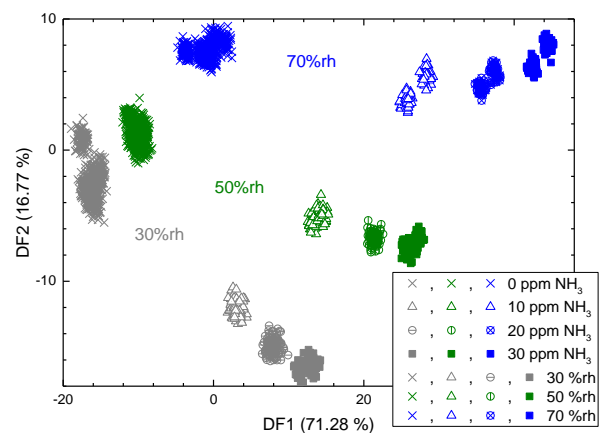 10
70%rh
0
50%rh
30%rh
-10
DF2 (16.77 %)
-20
0
20
DF1 (71.28 %)
, , 0 ppm NH₃
, , 10 ppm NH₃
, , 20 ppm NH₃
, , 30 ppm NH₃
, , , 30 %rh
, , , 50 %rh
, , , 70 %rh